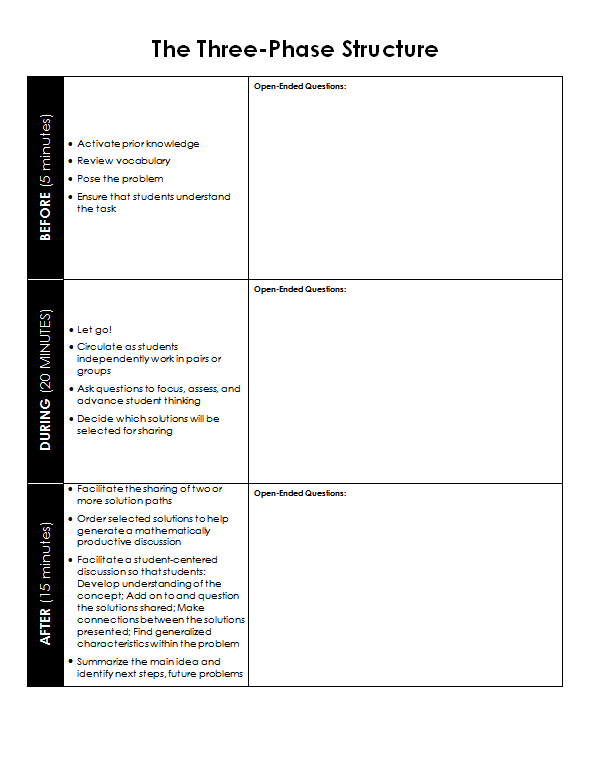 The Three-Phase Structure
BEFORE (5 minutes)
• Activate prior knowledge
• Review vocabulary
• Pose the problem
• Ensure that students understand
the task
Open-Ended Questions:
DURING (20 MINUTES)
• Let go!
• Circulate as students
independently work in pairs or
groups
• Ask questions to focus, assess, and
advance student thinking
• Decide which solutions will be
selected for sharing
Open-Ended Questions:
AFTER (15 minutes)
• Facilitate the sharing of two or
more solution paths
• Order selected solutions to help
generate a mathematically
productive discussion
• Facilitate a student-centered
discussion so that students:
Develop understanding of the
concept; Add on to and question
the solutions shared; Make
connections between the solutions
presented; Find generalized
characteristics within the problem
• Summarize the main idea and
identify next steps, future problems
Open-Ended Questions: